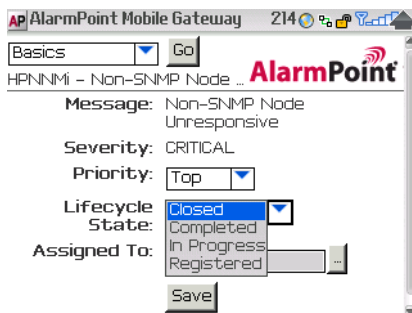 AP AlarmPoint Mobile Gateway 214
Basics Go
HPNNMi - Non-SNMP Node ... AlarmPoint
Message: Non-SNMP Node
Unresponsive
Severity: CRITICAL
Priority: Top
Lifecycle State: Closed
Completed
In Progress
Registered
Assigned To: ...
Save